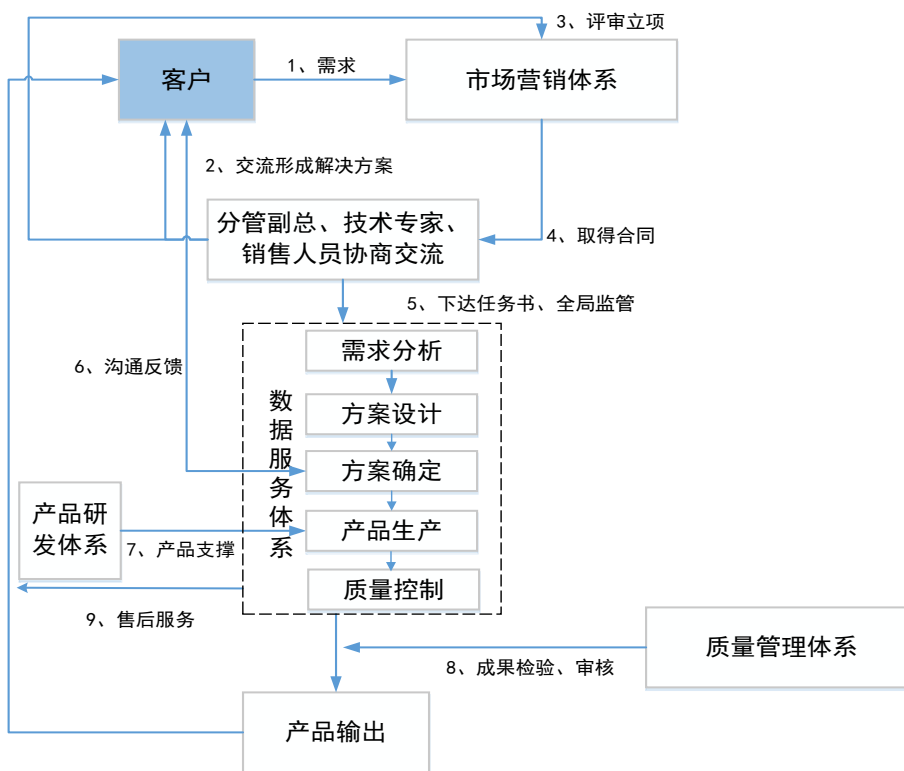 3、评审立项
客户
1、需求
市场营销体系
2、交流形成解决方案
分管副总、技术专家、
销售人员协商交流
4、取得合同
5、下达任务书、全局监管
需求分析
6、沟通反馈
数据服务体系
方案设计
方案确定
产品研
发体系
7、产品支撑
产品生产
质量控制
9、售后服务
8、成果检验、审核
质量管理体系
产品输出